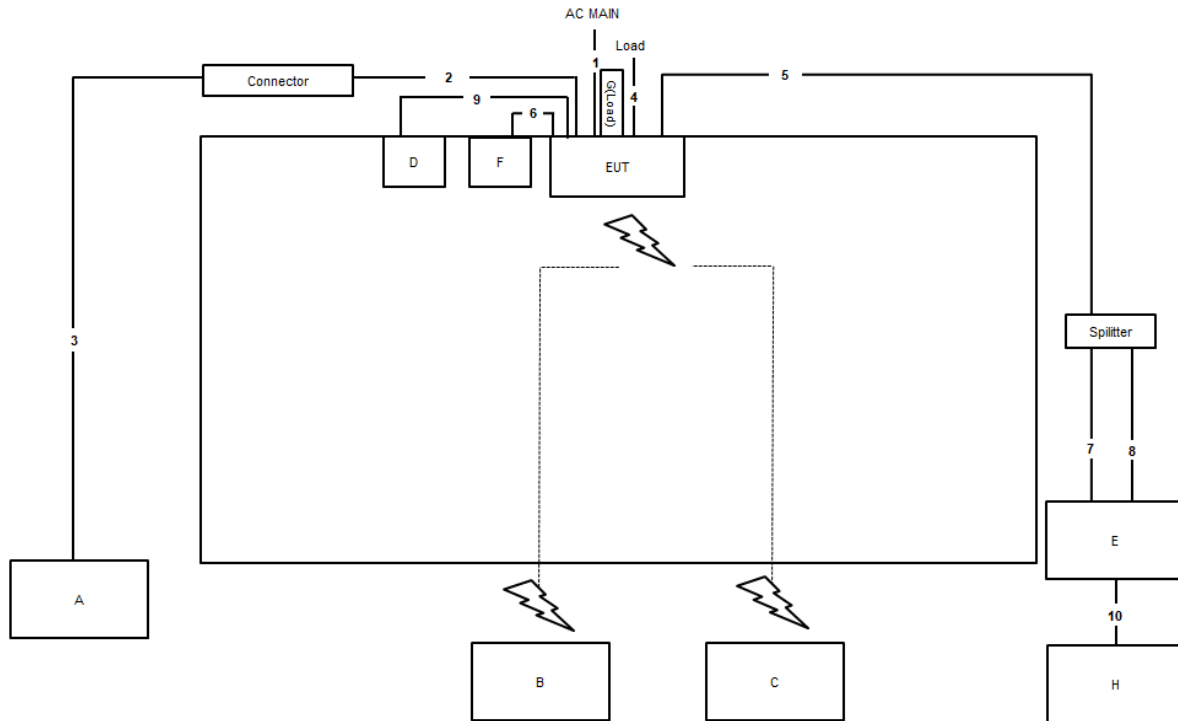 AC MAIN
Load
Connector
2
1
G(Load)
4
5
9
6
D
F
EUT
3
Spilitter
7
8
E
A
10
B
C
H